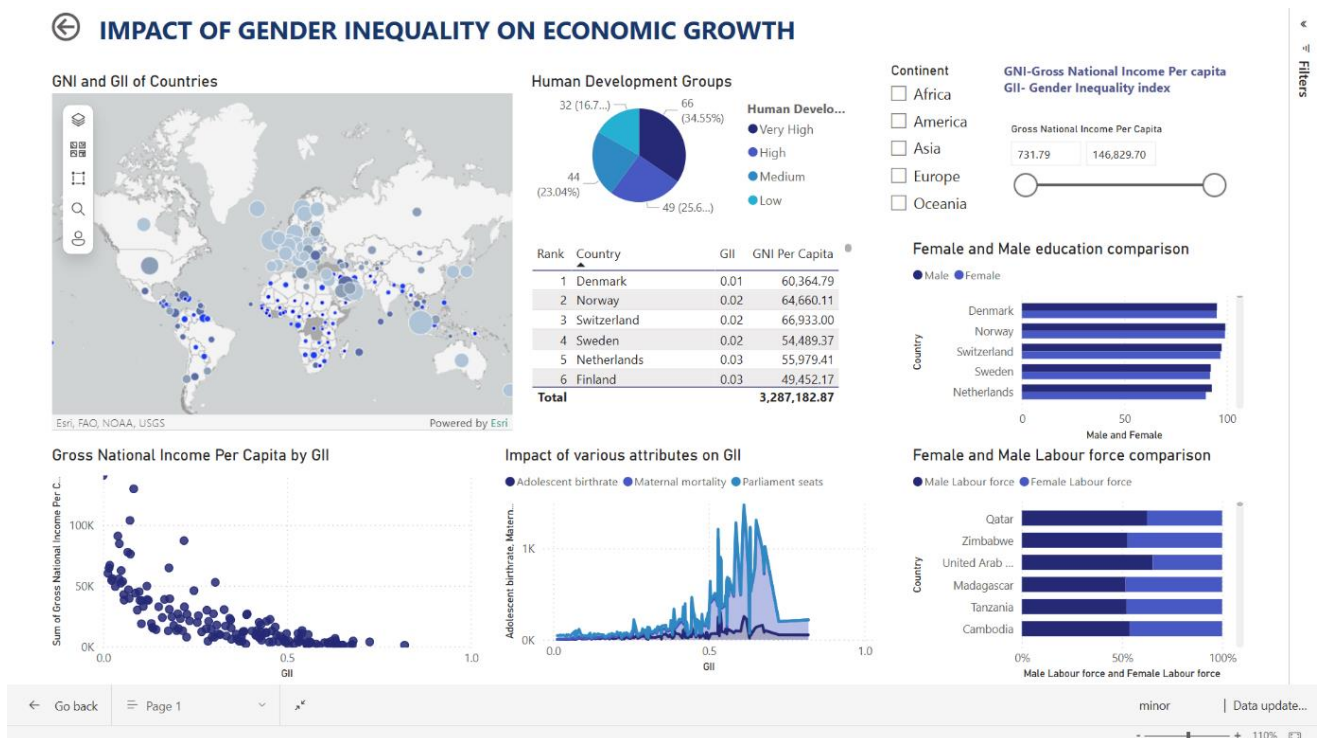 IMPACT OF GENDER INEQUALITY ON ECONOMIC GROWTH
GNI and GII of Countries
Esri, FAO, NOAA, USGS
Powered by Esri
Human Development Groups
32 (16.7...)
66
(34.55%)
44
(23.04%)
49 (25.6...)
Human Develo...
Very High
High
Medium
Low
Rank Country GII GNI Per Capita
1 Denmark 0.01 60,364.79
2 Norway 0.02 64,660.11
3 Switzerland 0.02 66,933.00
4 Sweden 0.02 54,489.37
5 Netherlands 0.03 55,979.41
6 Finland 0.03 49,452.17
Total 3,287,182.87
Continent
Africa
America
Asia
Europe
Oceania
GNI-Gross National Income Per capita
GII- Gender Inequality index
Gross National Income Per Capita
731.79 146,829.70
Filters
Female and Male education comparison
Male Female
Country
Denmark
Norway
Switzerland
Sweden
Netherlands
0 50 100
Male and Female
Gross National Income Per Capita by GII
Sum of Gross National Income Per C...
100K
50K
0K
0.0 0.5 1.0
GII
Impact of various attributes on GII
Adolescent birthrate Maternal mortality Parliament seats
Adolescent birthrate, Matern...
1K
0K
0.0 0.5 1.0
GII
Female and Male Labour force comparison
Male Labour force Female Labour force
Country
Qatar
Zimbabwe
United Arab ...
Madagascar
Tanzania
Cambodia
0% 50% 100%
Male Labour force and Female Labour force
Go back
Page 1
minor
Data update...
- + 110%